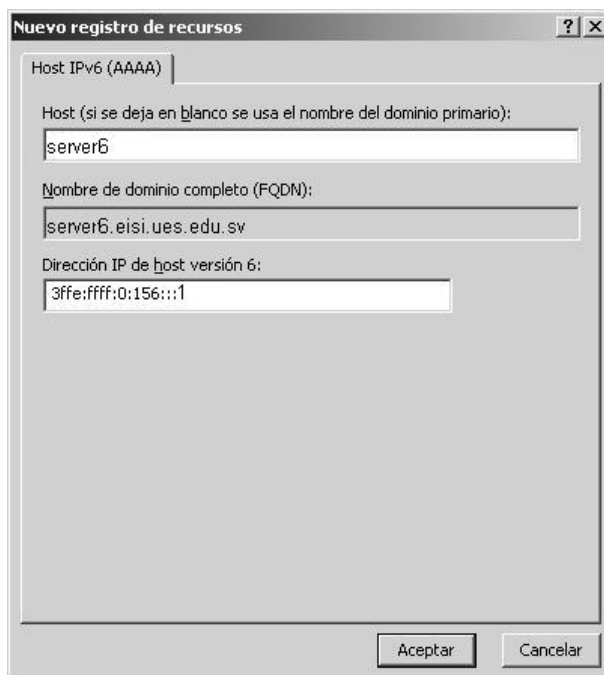 Nuevo registro de recursos
Host IPv6 (AAAA)
Host (si se deja en blanco se usa el nombre del dominio primario):
server6
Nombre de dominio completo (FQDN):
server6.eisi.ues.edu.sv
Dirección IP de host versión 6:
3ffe:ffff:0:156:::1
Aceptar
Cancelar